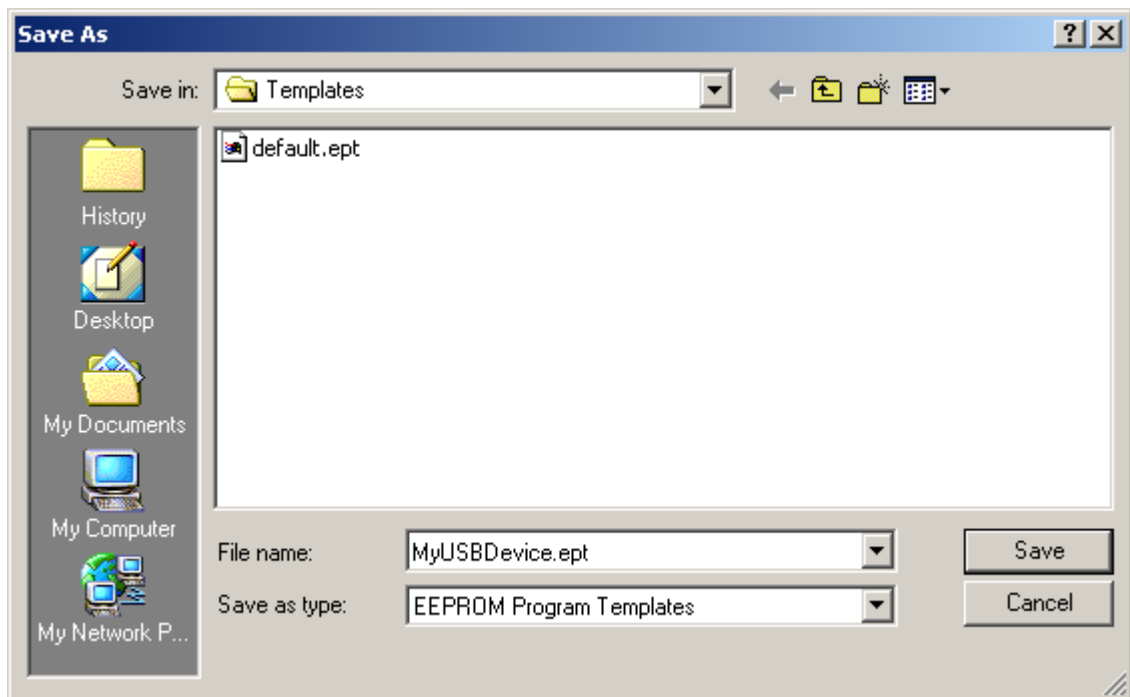 Save As
Save in: Templates
default.ept
History
Desktop
My Documents
My Computer
My Network P...
File name: MyUSBDevice.ept
Save
Save as type: EEPROM Program Templates
Cancel